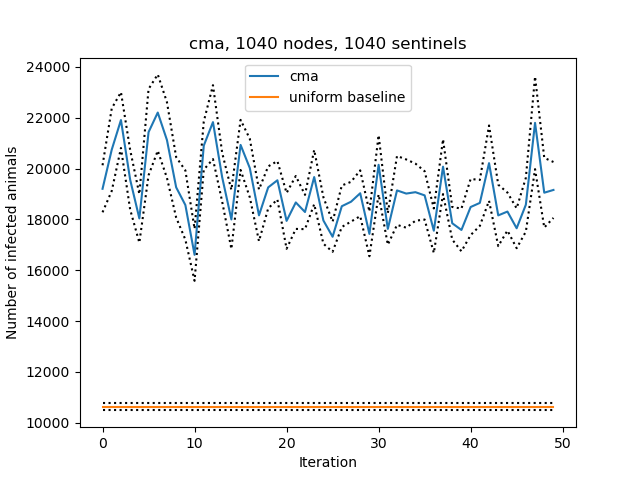 cma, 1040 nodes, 1040 sentinels
cma
uniform baseline
Number of infected animals
24000
22000
20000
18000
16000
14000
12000
10000
0 10 20 30 40 50
Iteration